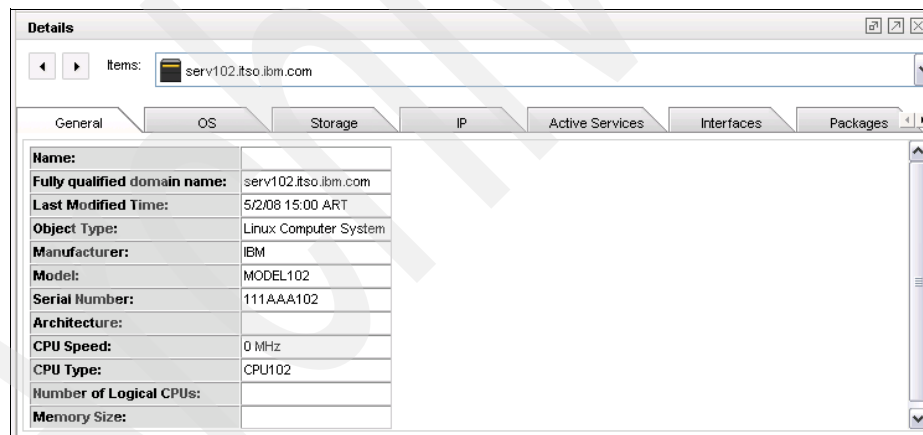 Details
Items: serv102.itso.ibm.com
General OS Storage IP Active Services Interfaces Packages
Name:
Fully qualified domain name: serv102.itso.ibm.com
Last Modified Time: 5/2/08 15:00 ART
Object Type: Linux Computer System
Manufacturer: IBM
Model: MODEL102
Serial Number: 111AAA102
Architecture:
CPU Speed: 0 MHz
CPU Type: CPU102
Number of Logical CPUs:
Memory Size: